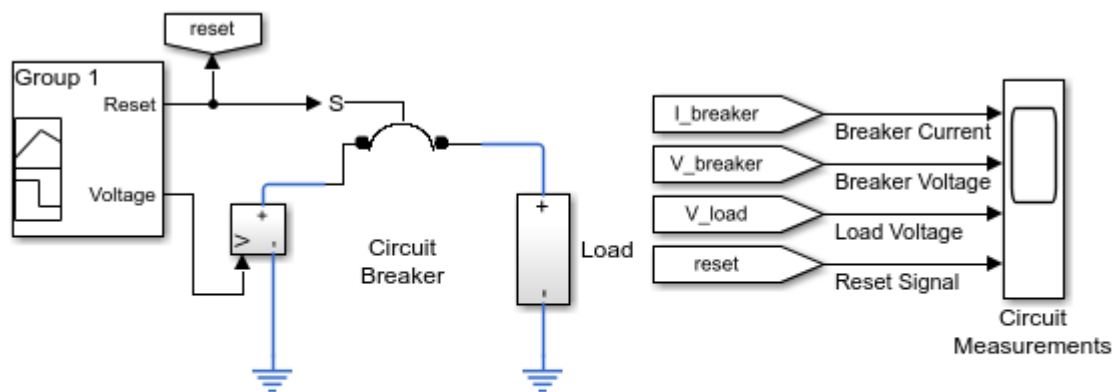 reset
Group 1
Reset
S
Voltage
+
-
V
Circuit
Breaker
+
-
Load
I_breaker
Breaker Current
V_breaker
Breaker Voltage
V_load
Load Voltage
reset
Reset Signal
Circuit
Measurements